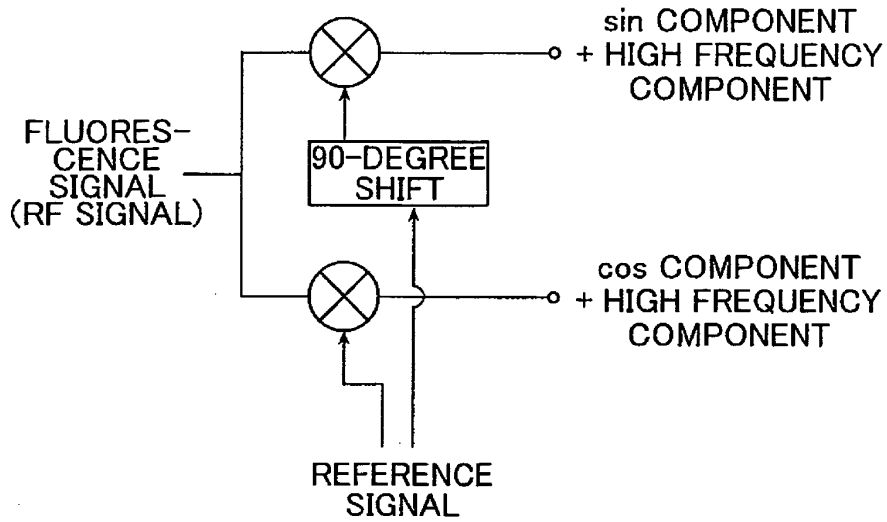 sin COMPONENT
+ HIGH FREQUENCY
COMPONENT
FLUORES-
CENCE
SIGNAL
(RF SIGNAL)
90-DEGREE
SHIFT
cos COMPONENT
+ HIGH FREQUENCY
COMPONENT
REFERENCE
SIGNAL